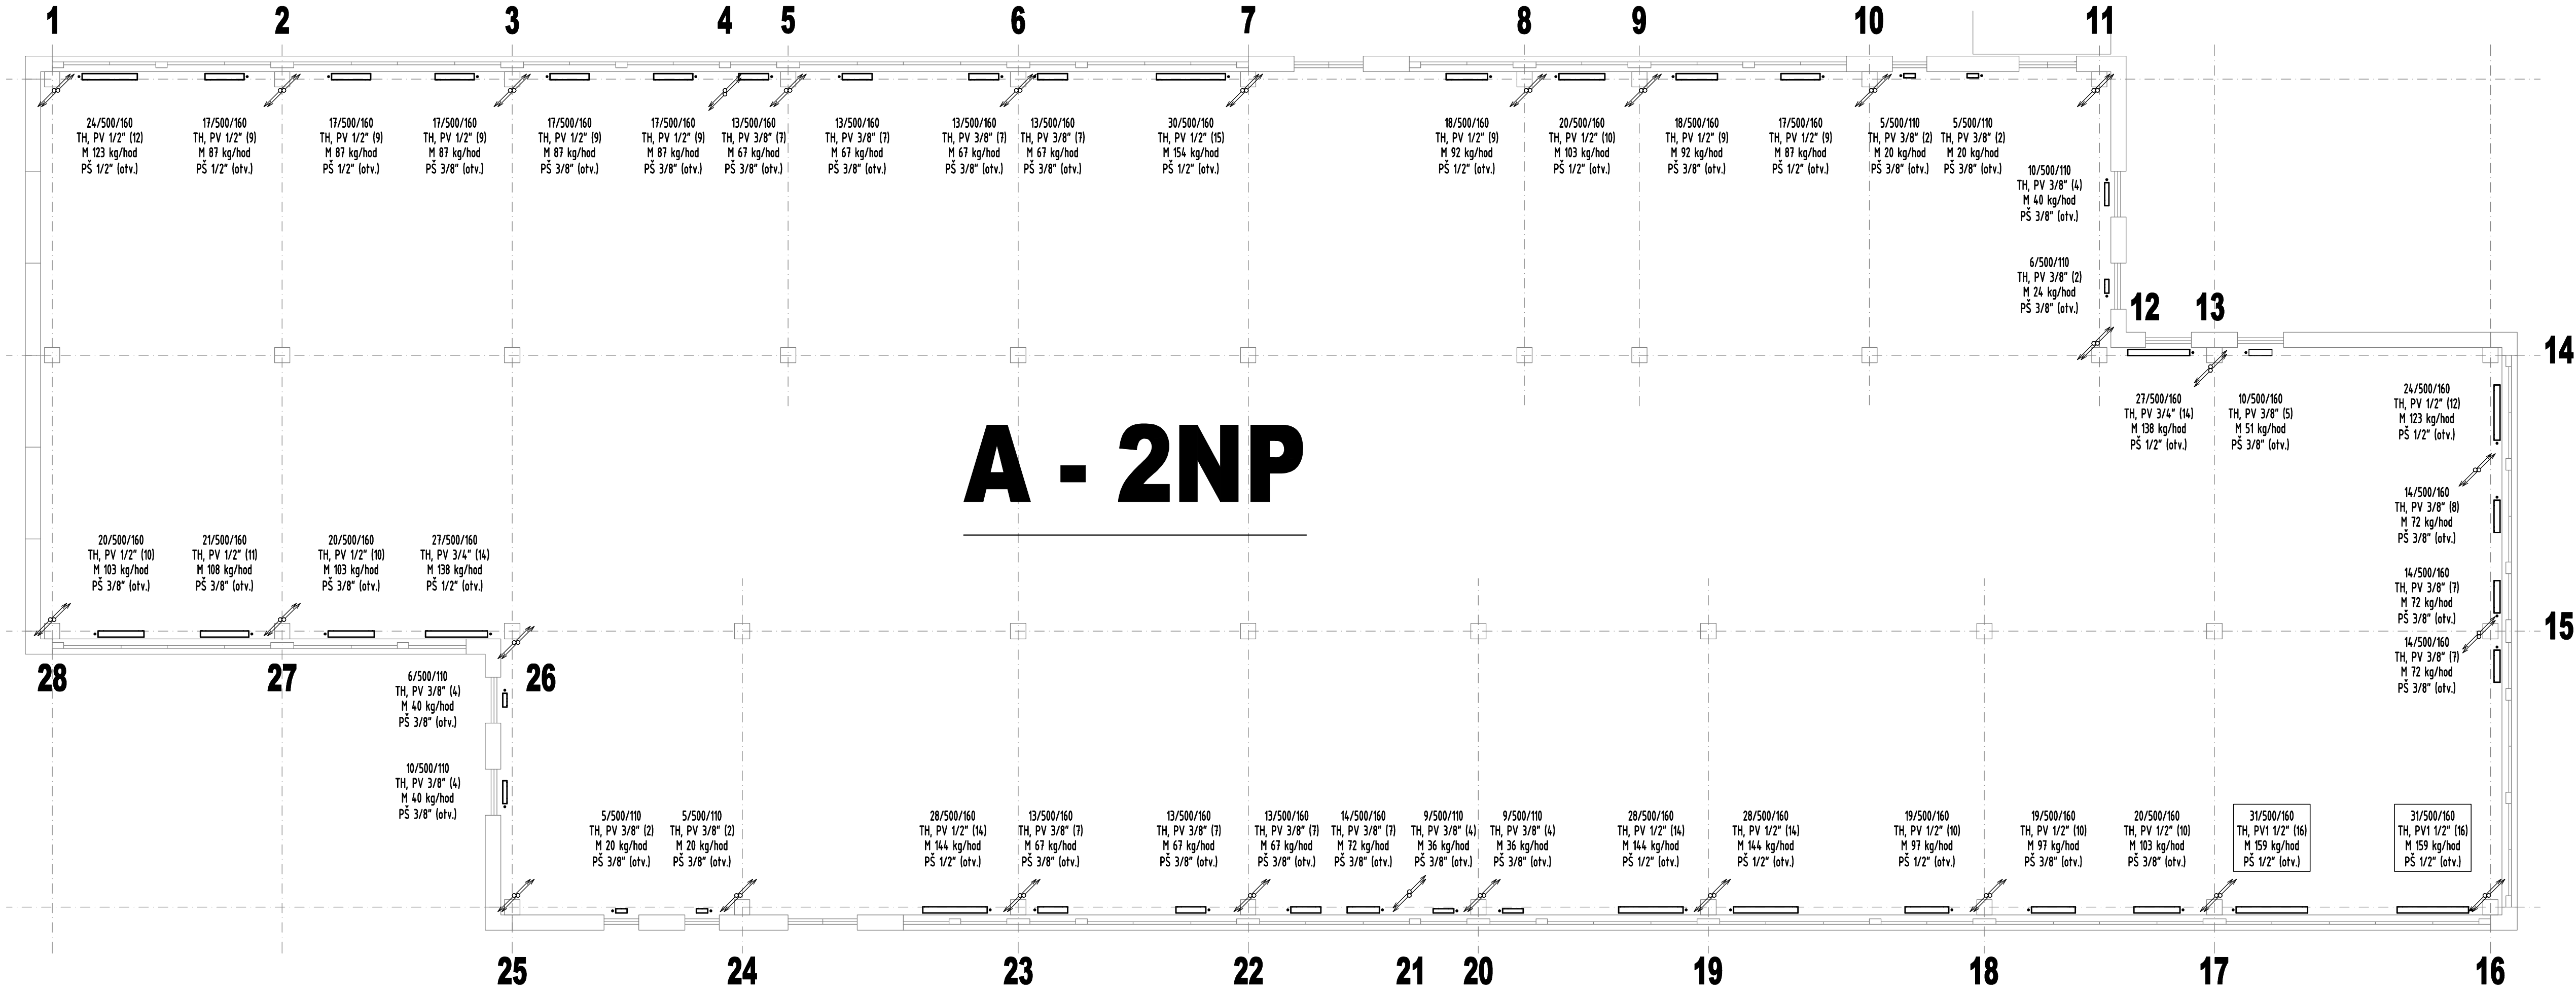 1
2
3
4
5
6
7
8
9
10
11
24/500/160
TH, PV 1/2" (12)
M 123 kg/hod
PŠ 1/2" (otv.)
17/500/160
TH, PV 1/2" (9)
M 87 kg/hod
PŠ 1/2" (otv.)
17/500/160
TH, PV 1/2" (9)
M 87 kg/hod
PŠ 1/2" (otv.)
17/500/160
TH, PV 1/2" (9)
M 87 kg/hod
PŠ 3/8" (otv.)
17/500/160
TH, PV 1/2" (9)
M 87 kg/hod
PŠ 3/8" (otv.)
17/500/160
TH, PV 1/2" (9)
M 87 kg/hod
PŠ 3/8" (otv.)
13/500/160
TH, PV 3/8" (7)
M 67 kg/hod
PŠ 3/8" (otv.)
13/500/160
TH, PV 3/8" (7)
M 67 kg/hod
PŠ 3/8" (otv.)
13/500/160
TH, PV 3/8" (7)
M 67 kg/hod
PŠ 3/8" (otv.)
13/500/160
TH, PV 3/8" (7)
M 67 kg/hod
PŠ 3/8" (otv.)
30/500/160
TH, PV 1/2" (15)
M 154 kg/hod
PŠ 1/2" (otv.)
18/500/160
TH, PV 1/2" (9)
M 92 kg/hod
PŠ 1/2" (otv.)
20/500/160
TH, PV 1/2" (10)
M 103 kg/hod
PŠ 1/2" (otv.)
18/500/160
TH, PV 1/2" (9)
M 92 kg/hod
PŠ 3/8" (otv.)
17/500/160
TH, PV 1/2" (9)
M 87 kg/hod
PŠ 1/2" (otv.)
5/500/110
TH, PV 3/8" (2)
M 20 kg/hod
PŠ 3/8" (otv.)
5/500/110
TH, PV 3/8" (2)
M 20 kg/hod
PŠ 3/8" (otv.)
10/500/110
TH, PV 3/8" (4)
M 40 kg/hod
PŠ 3/8" (otv.)
6/500/110
TH, PV 3/8" (2)
M 24 kg/hod
PŠ 3/8" (otv.)
12
13
14
27/500/160
TH, PV 3/4" (14)
M 138 kg/hod
PŠ 1/2" (otv.)
10/500/160
TH, PV 3/8" (5)
M 51 kg/hod
PŠ 3/8" (otv.)
24/500/160
TH, PV 1/2" (12)
M 123 kg/hod
PŠ 1/2" (otv.)
A - 2NP
14/500/160
TH, PV 3/8" (8)
M 72 kg/hod
PŠ 3/8" (otv.)
14/500/160
TH, PV 3/8" (7)
M 72 kg/hod
PŠ 3/8" (otv.)
15
14/500/160
TH, PV 3/8" (7)
M 72 kg/hod
PŠ 3/8" (otv.)
20/500/160
TH, PV 1/2" (10)
M 103 kg/hod
PŠ 3/8" (otv.)
21/500/160
TH, PV 1/2" (11)
M 108 kg/hod
PŠ 3/8" (otv.)
20/500/160
TH, PV 1/2" (10)
M 103 kg/hod
PŠ 3/8" (otv.)
27/500/160
TH, PV 3/4" (14)
M 138 kg/hod
PŠ 1/2" (otv.)
28
27
26
6/500/110
TH, PV 3/8" (4)
M 40 kg/hod
PŠ 3/8" (otv.)
10/500/110
TH, PV 3/8" (4)
M 40 kg/hod
PŠ 3/8" (otv.)
5/500/110
TH, PV 3/8" (2)
M 20 kg/hod
PŠ 3/8" (otv.)
5/500/110
TH, PV 3/8" (2)
M 20 kg/hod
PŠ 3/8" (otv.)
28/500/160
TH, PV 1/2" (14)
M 144 kg/hod
PŠ 1/2" (otv.)
13/500/160
TH, PV 3/8" (7)
M 67 kg/hod
PŠ 3/8" (otv.)
13/500/160
TH, PV 3/8" (7)
M 67 kg/hod
PŠ 3/8" (otv.)
13/500/160
TH, PV 3/8" (7)
M 67 kg/hod
PŠ 3/8" (otv.)
14/500/160
TH, PV 3/8" (7)
M 72 kg/hod
PŠ 3/8" (otv.)
9/500/110
TH, PV 3/8" (4)
M 36 kg/hod
PŠ 3/8" (otv.)
9/500/110
TH, PV 3/8" (4)
M 36 kg/hod
PŠ 3/8" (otv.)
28/500/160
TH, PV 1/2" (14)
M 144 kg/hod
PŠ 1/2" (otv.)
28/500/160
TH, PV 1/2" (14)
M 144 kg/hod
PŠ 1/2" (otv.)
19/500/160
TH, PV 1/2" (10)
M 97 kg/hod
PŠ 1/2" (otv.)
19/500/160
TH, PV 1/2" (10)
M 97 kg/hod
PŠ 3/8" (otv.)
20/500/160
TH, PV 1/2" (10)
M 103 kg/hod
PŠ 3/8" (otv.)
31/500/160
TH, PV1 1/2" (16)
M 159 kg/hod
PŠ 1/2" (otv.)
31/500/160
TH, PV1 1/2" (16)
M 159 kg/hod
PŠ 1/2" (otv.)
25
24
23
22
21
20
19
18
17
16